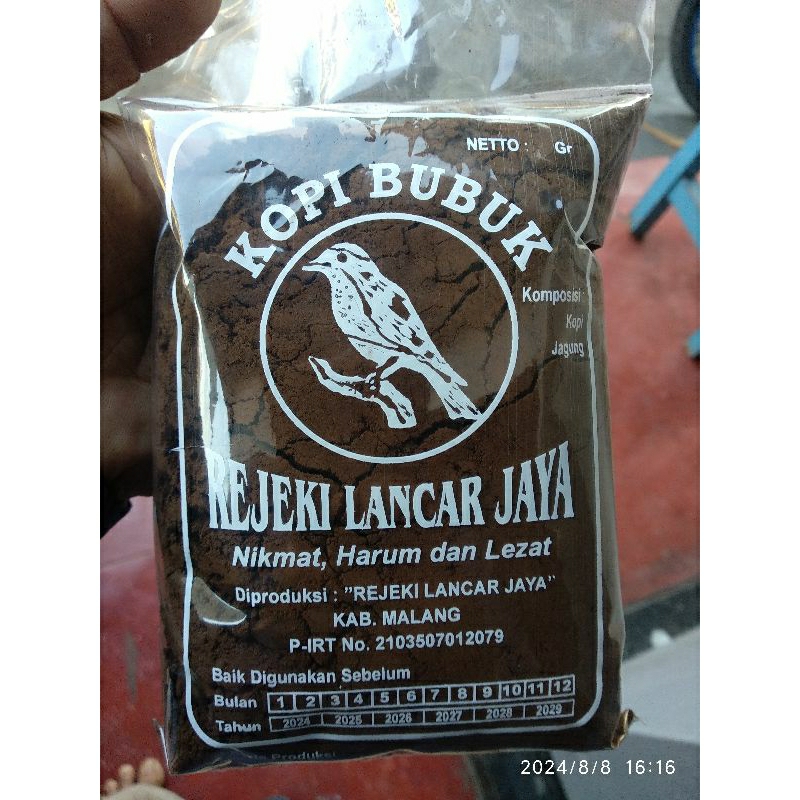 NETTO : Gr
KOPI BUBUK
Komposisi :
Kopi
Jagung
REJEKI LANCAR JAYA
Nikmat, Harum dan Lezat
Diproduksi : "REJEKI LANCAR JAYA"
KAB. MALANG
P-IRT No. 2103507012079
Baik Digunakan Sebelum
Bulan 1 2 3 4 5 6 7 8 9 10 11 12
Tahun 2024 2025 2026 2027 2028 2029
Produksi
2024/8/8 16:16